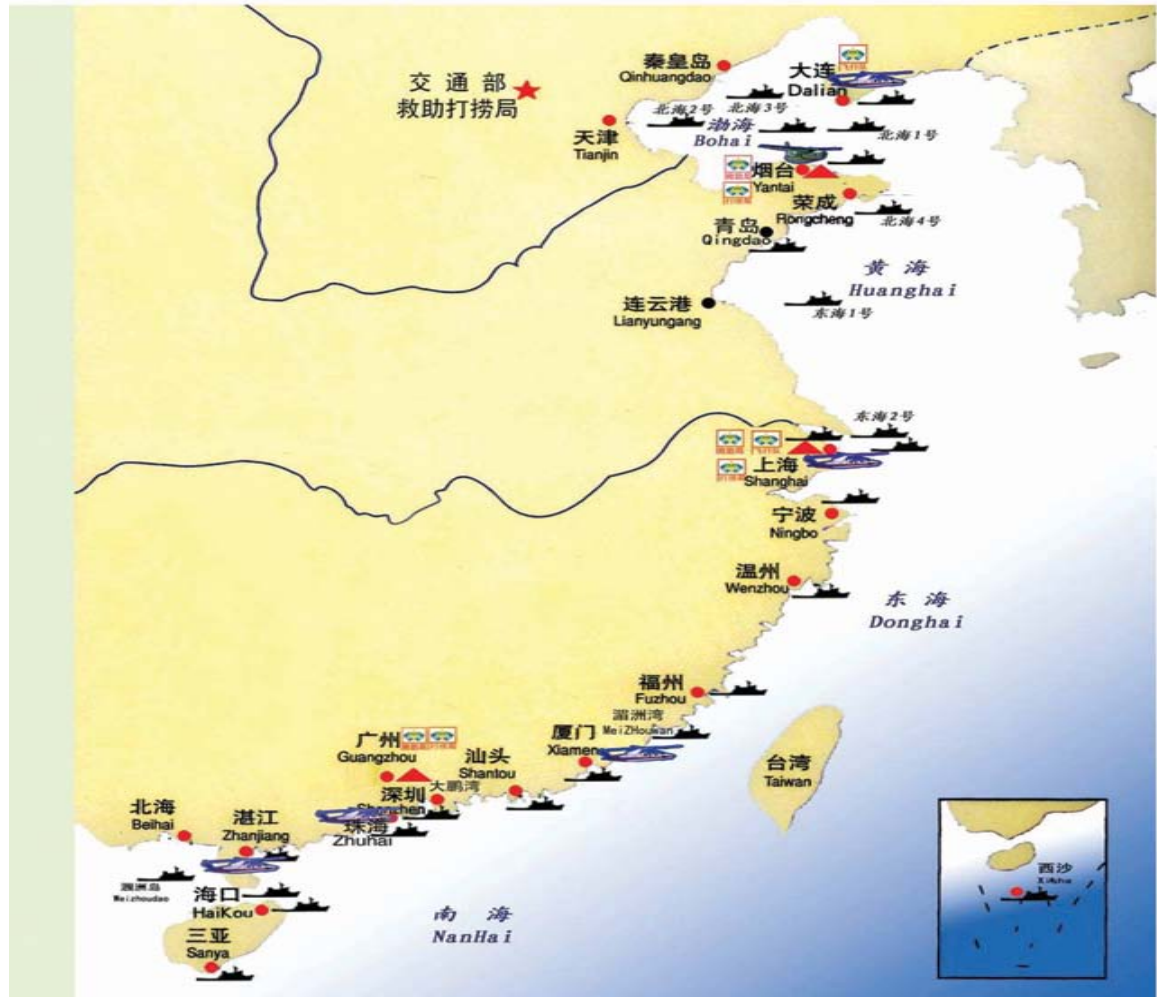 秦皇岛
Qinhuangdao
大连
Dalian
交通部
救助打捞局
天津
Tianjin
北海2号
北海3号
渤海
Bohai
北海1号
烟台
Yantai
荣成
Rongcheng
北海4号
青岛
Qingdao
黄海
Huanghai
连云港
Lianyungang
东海1号
东海2号
上海
Shanghai
宁波
Ningbo
温州
Wenzhou
东海
Donghai
福州
Fuzhou
湄洲湾
MeiZHouwan
厦门
Xiamen
广州
Guangzhou
汕头
Shantou
大鹏湾
深圳
Shenzhen
珠海
Zhuhai
台湾
Taiwan
北海
Beihai
湛江
Zhanjiang
涠洲岛
Weizhoudao
海口
HaiKou
三亚
Sanya
南海
NanHai
西沙